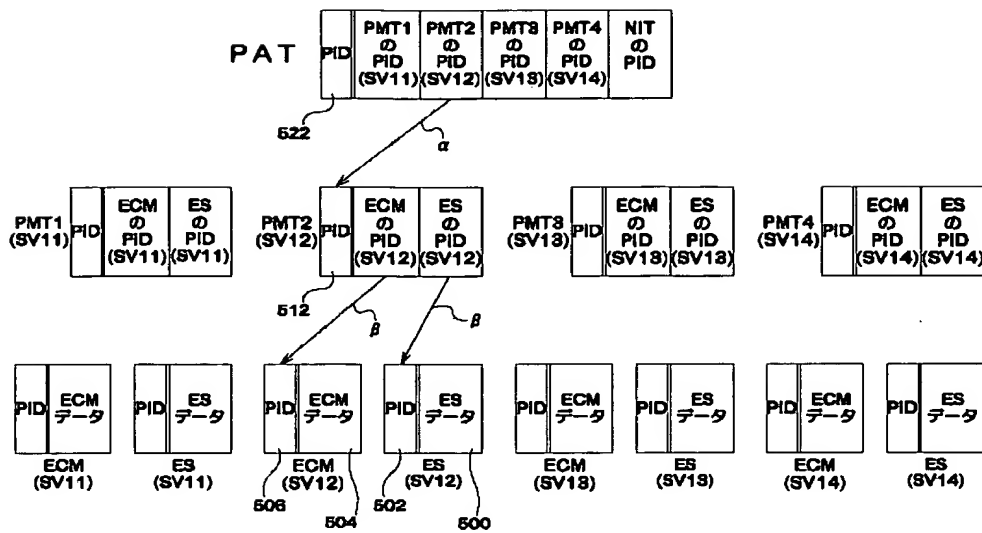 PAT
PID
PMT1
の
PID
(SV11)
PMT2
の
PID
(SV12)
PMT3
の
PID
(SV13)
PMT4
の
PID
(SV14)
NIT
の
PID
522
α
PMT1
(SV11)
PID
ECM
の
PID
(SV11)
ES
の
PID
(SV11)
PMT2
(SV12)
PID
ECM
の
PID
(SV12)
ES
の
PID
(SV12)
PMT3
(SV13)
PID
ECM
の
PID
(SV13)
ES
の
PID
(SV13)
PMT4
(SV14)
PID
ECM
の
PID
(SV14)
ES
の
PID
(SV14)
512
β
β
PID
ECM
データ
ECM
(SV11)
PID
ES
データ
ES
(SV11)
PID
ECM
データ
ECM
(SV12)
PID
ES
データ
ES
(SV12)
PID
ECM
データ
ECM
(SV13)
PID
ES
データ
ES
(SV13)
PID
ECM
データ
ECM
(SV14)
PID
ES
データ
ES
(SV14)
506
504
502
500